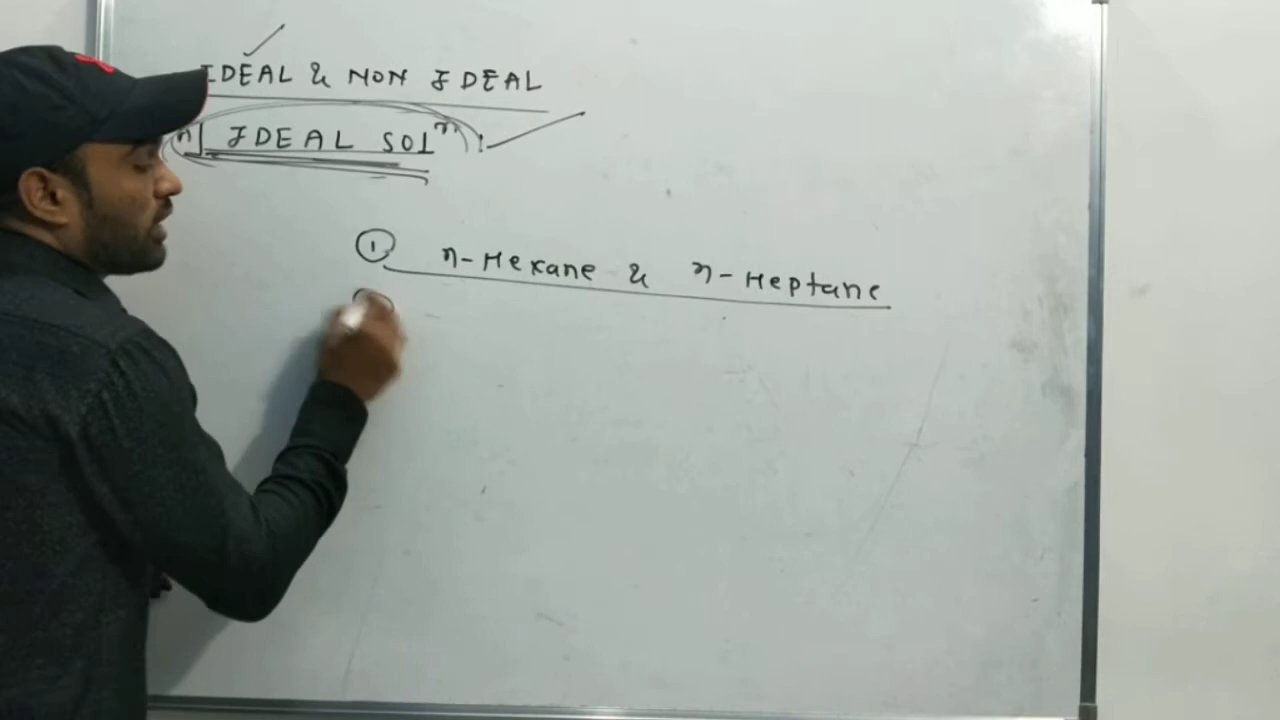 IDEAL & NON IDEAL
IDEAL SOLⁿ :
① n-Hexane & n-Heptane